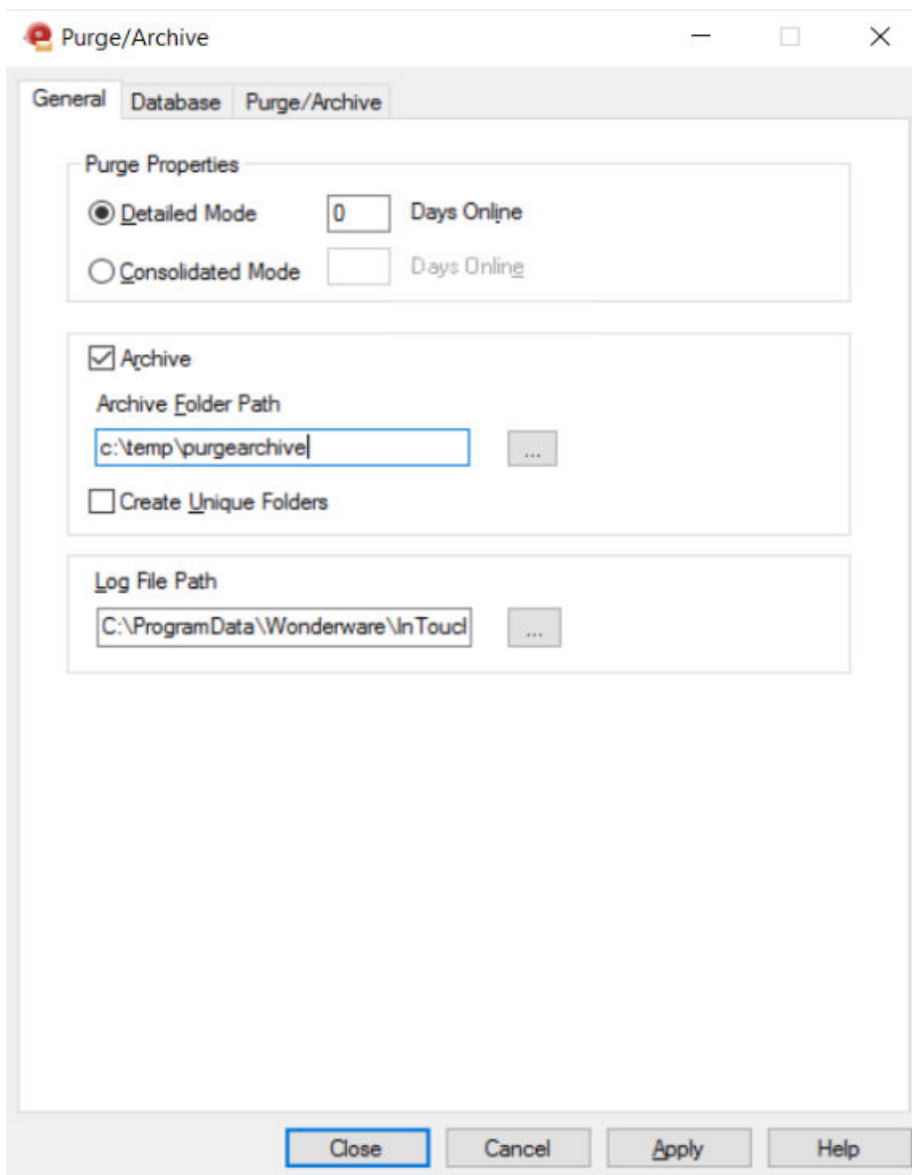 Purge/Archive
General Database Purge/Archive
Purge Properties
Detailed Mode 0 Days Online
Consolidated Mode Days Online
Archive
Archive Folder Path
c:\temp\purgearchive
...
Create Unique Folders
Log File Path
C:\ProgramData\Wonderware\InTouch
...
Close Cancel Apply Help